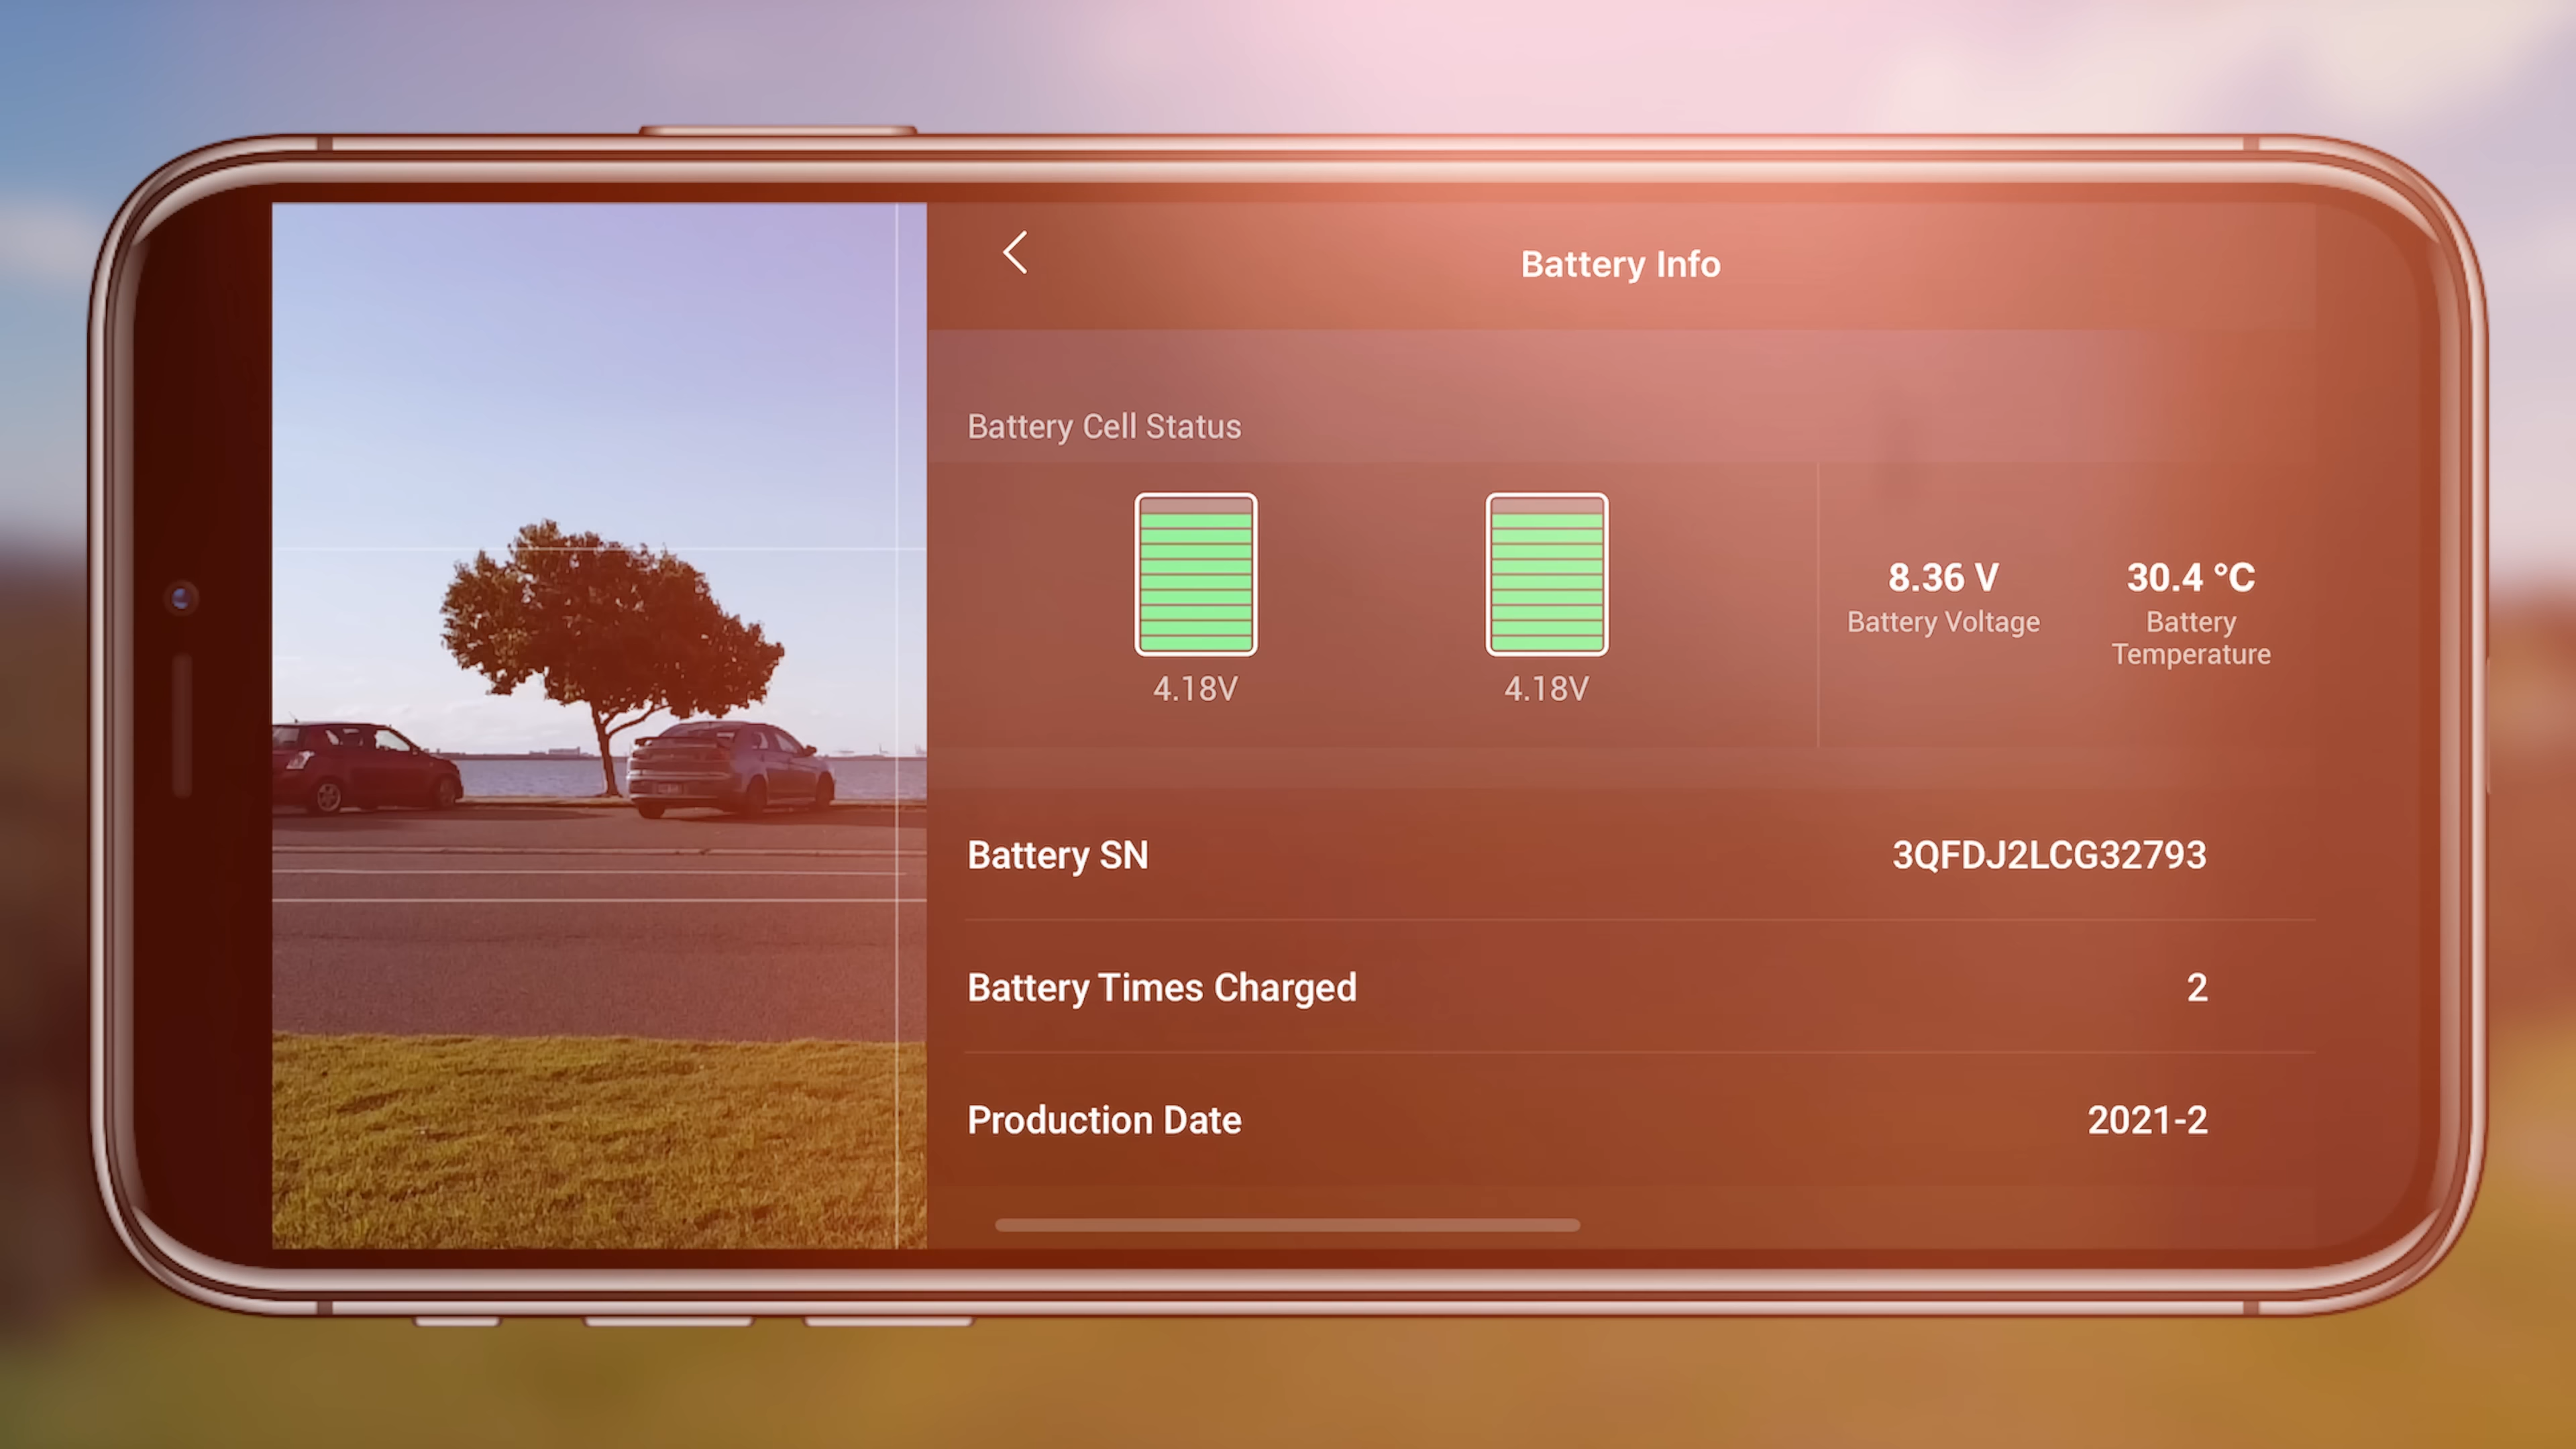 Battery Info
Battery Cell Status
4.18V
4.18V
8.36 V
Battery Voltage
30.4 °C
Battery
Temperature
Battery SN
3QFDJ2LCG32793
Battery Times Charged
2
Production Date
2021-2